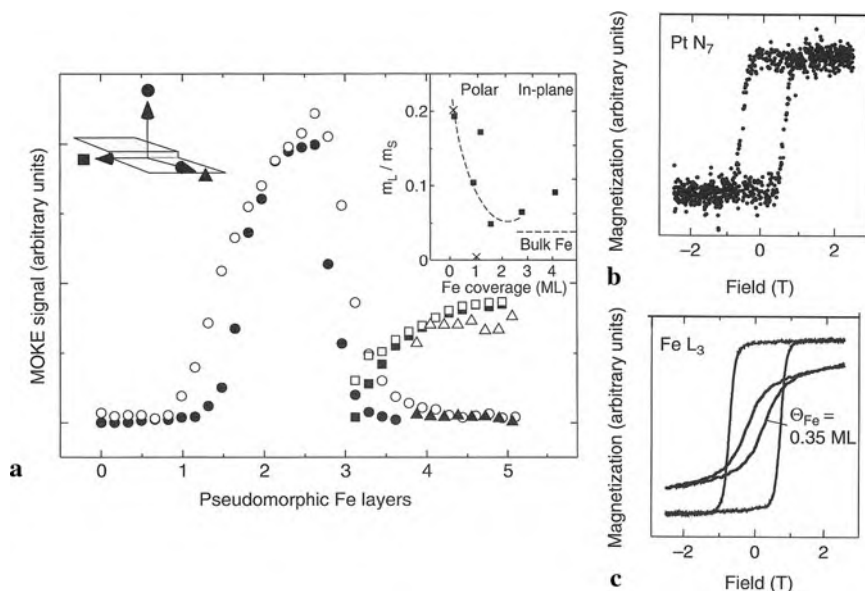 a
MOKE signal (arbitrary units)
Pseudomorphic Fe layers
0
1
2
3
4
5
Polar
In-plane
0.2
0.1
0
m_L / m_S
Bulk Fe
0 1 2 3 4 5
Fe coverage (ML)
b
Pt N₇
Magnetization (arbitrary units)
−2 0 2
Field (T)
c
Fe L₃
Θ_Fe =
0.35 ML
Magnetization (arbitrary units)
−2 0 2
Field (T)